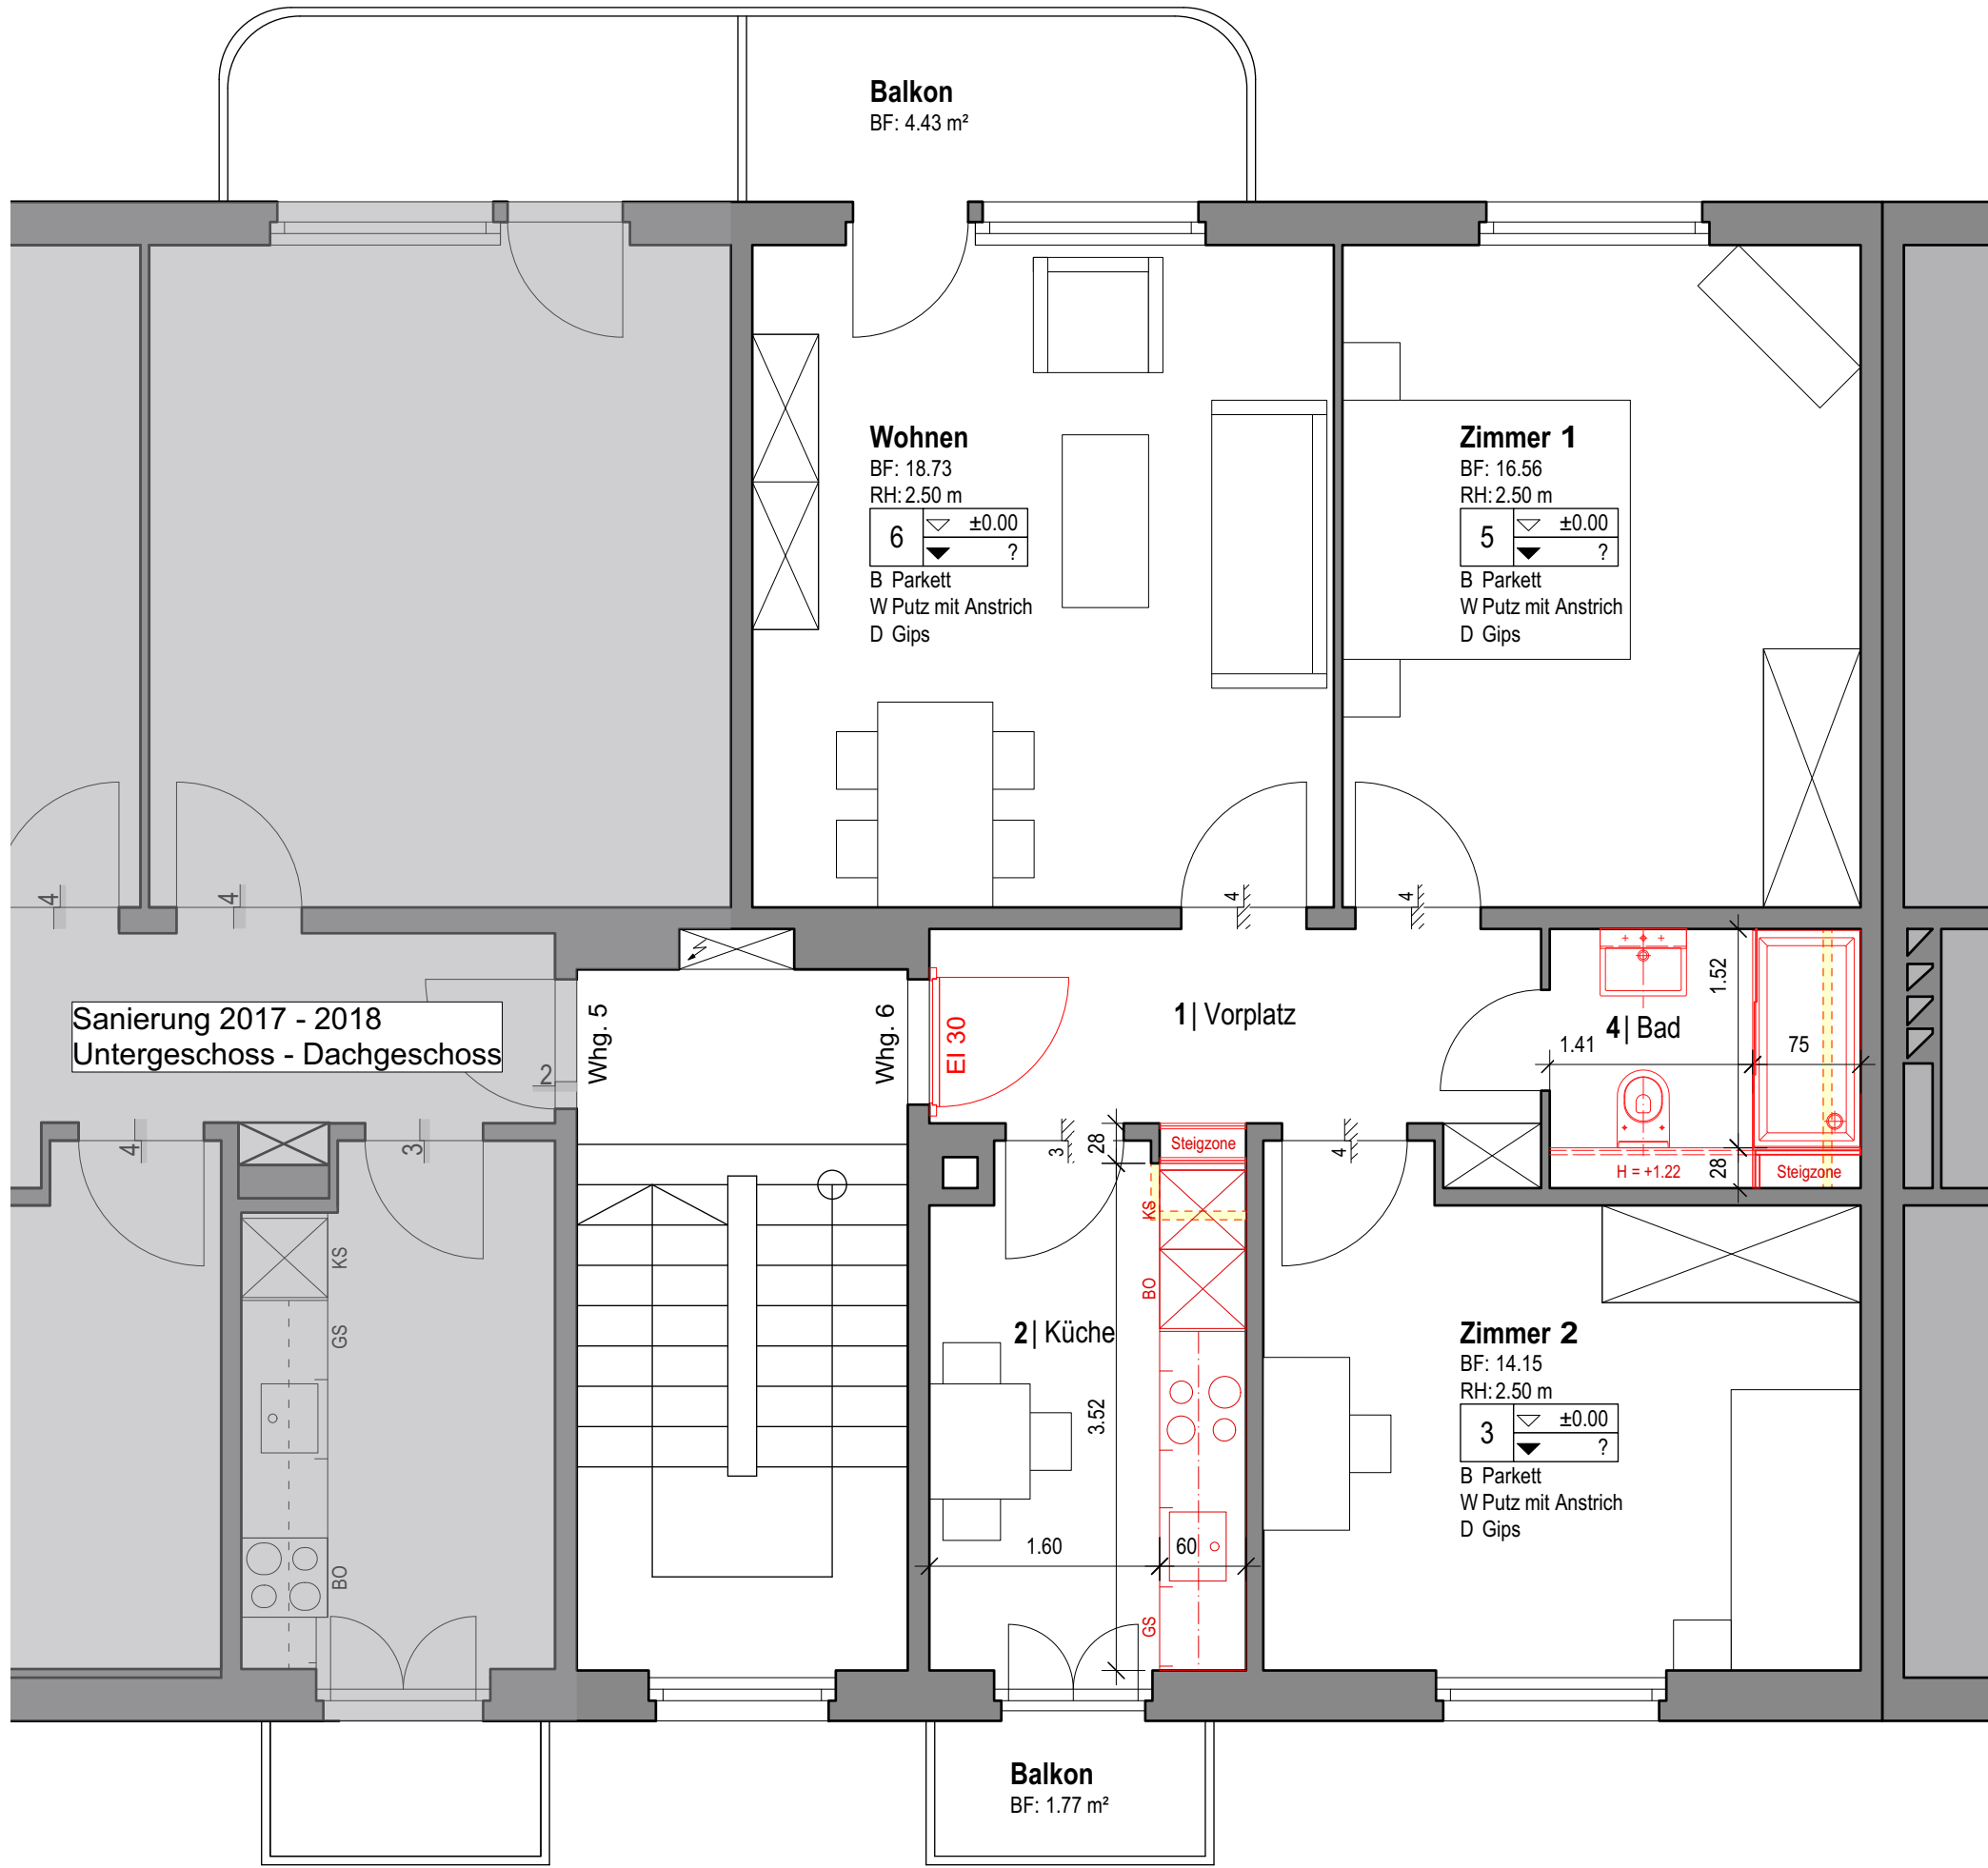 Balkon
BF: 4.43 m²
Wohnen
BF: 18.73
RH: 2.50 m
6 ±0.00
?
B Parkett
W Putz mit Anstrich
D Gips
Zimmer 1
BF: 16.56
RH: 2.50 m
5 ±0.00
?
B Parkett
W Putz mit Anstrich
D Gips
4
4
4
4
Sanierung 2017 - 2018
Untergeschoss - Dachgeschoss
2
Whg. 5
Whg. 6
EI 30
1| Vorplatz
4| Bad
1.52
1.41
75
28
H = +1.22
Steigzone
4
3
3
28
Steigzone
4
KS
GS
BO
KS
BO
2| Küche
3.52
1.60
60
GS
Zimmer 2
BF: 14.15
RH: 2.50 m
3 ±0.00
?
B Parkett
W Putz mit Anstrich
D Gips
Balkon
BF: 1.77 m²